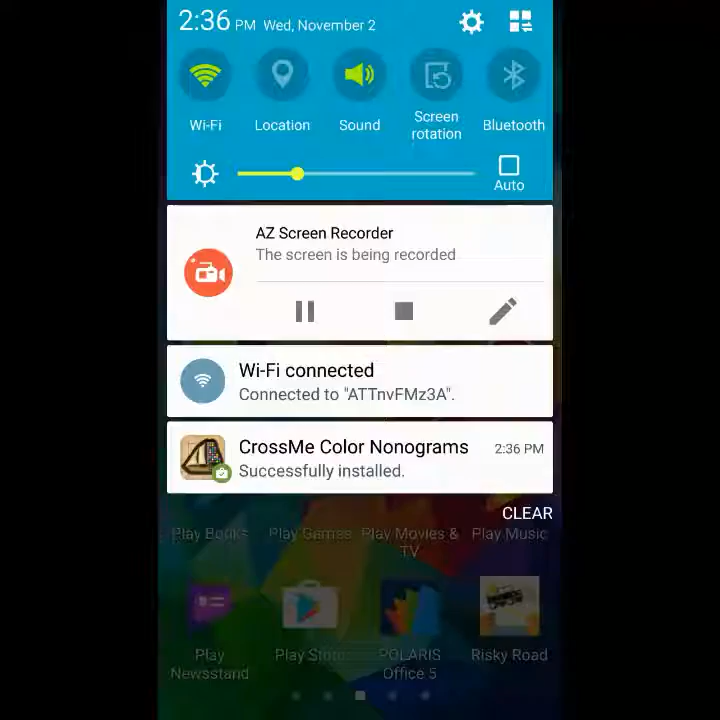 2:36 PM Wed, November 2
Wi-Fi Location Sound Screen rotation Bluetooth
Auto
AZ Screen Recorder
The screen is being recorded
Wi-Fi connected
Connected to "ATTnvFMz3A".
CrossMe Color Nonograms 2:36 PM
Successfully installed.
CLEAR
Play Books Play Games Play Movies & TV Play Music
Play Newsstand Play Store POLARIS Office 5 Risky Road